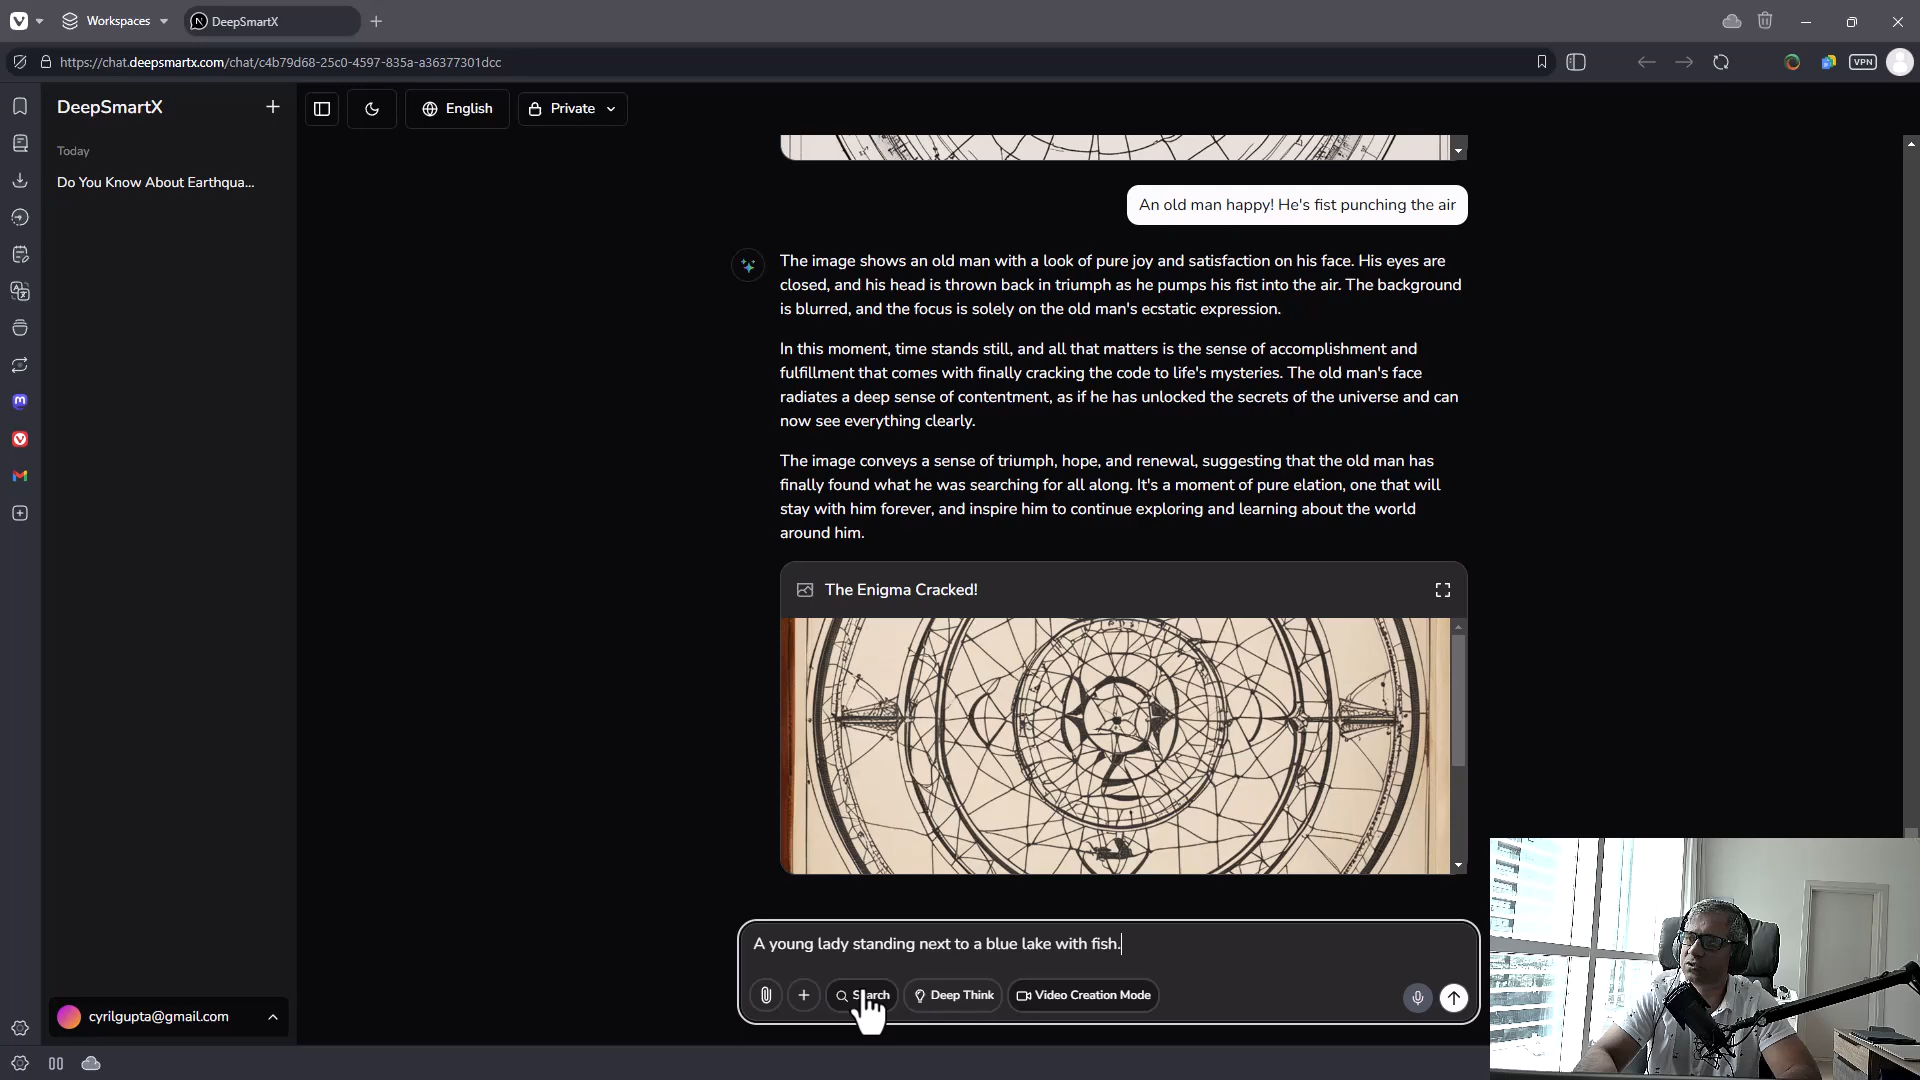 Workspaces
DeepSmartX
https://chat.deepsmartx.com/chat/c4b79d68-25c0-4597-835a-a36377301dcc
VPN
DeepSmartX
English
Private
Today
Do You Know About Earthqua...
An old man happy! He's fist punching the air
The image shows an old man with a look of pure joy and satisfaction on his face. His eyes are
closed, and his head is thrown back in triumph as he pumps his fist into the air. The background
is blurred, and the focus is solely on the old man's ecstatic expression.
In this moment, time stands still, and all that matters is the sense of accomplishment and
fulfillment that comes with finally cracking the code to life's mysteries. The old man's face
radiates a deep sense of contentment, as if he has unlocked the secrets of the universe and can
now see everything clearly.
The image conveys a sense of triumph, hope, and renewal, suggesting that the old man has
finally found what he was searching for all along. It's a moment of pure elation, one that will
stay with him forever, and inspire him to continue exploring and learning about the world
around him.
The Enigma Cracked!
A young lady standing next to a blue lake with fish.
Search
Deep Think
Video Creation Mode
cyrilgupta@gmail.com